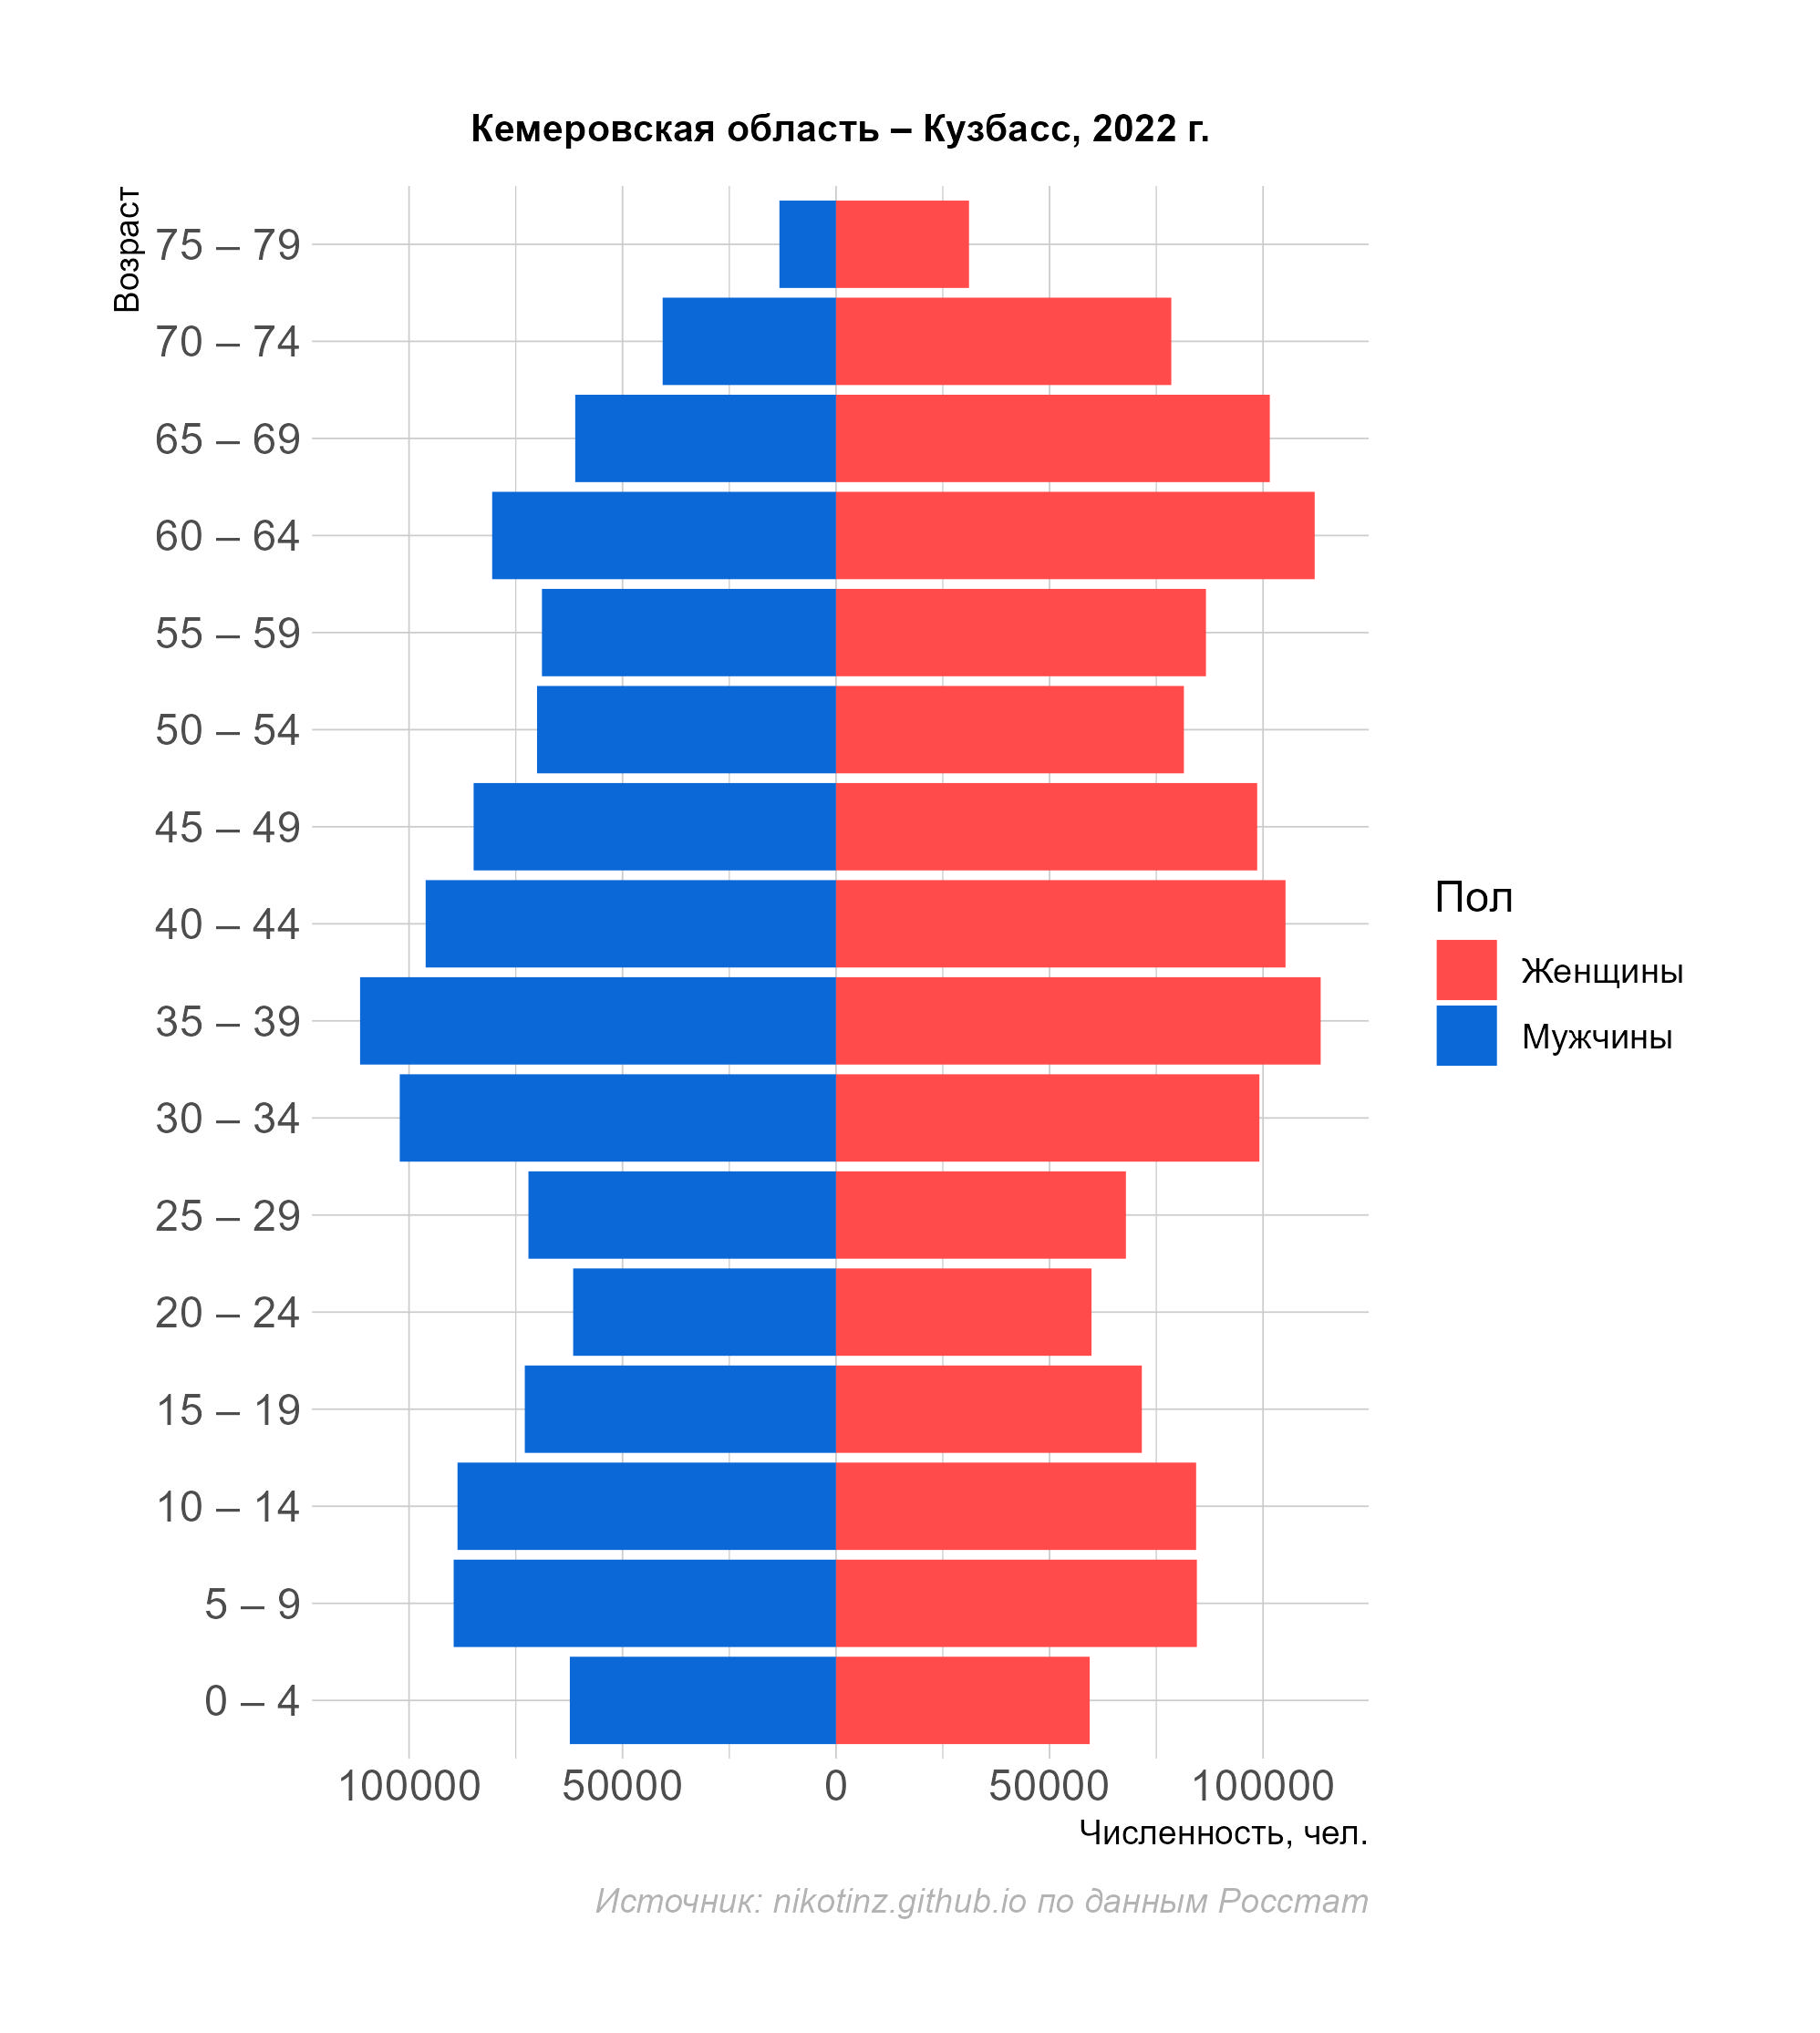 Кемеровская область – Кузбасс, 2022 г.
Возраст
75 – 79
70 – 74
65 – 69
60 – 64
55 – 59
50 – 54
45 – 49
40 – 44
35 – 39
30 – 34
25 – 29
20 – 24
15 – 19
10 – 14
5 – 9
0 – 4
100000 50000 0 50000 100000
Численность, чел.
Пол
Женщины
Мужчины
Источник: nikotinz.github.io по данным Росстат